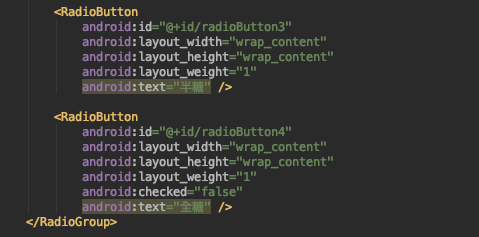 <RadioButton
android:id="@+id/radioButton3"
android:layout_width="wrap_content"
android:layout_height="wrap_content"
android:layout_weight="1"
android:text="半糖" />
<RadioButton
android:id="@+id/radioButton4"
android:layout_width="wrap_content"
android:layout_height="wrap_content"
android:layout_weight="1"
android:checked="false"
android:text="全糖" />
</RadioGroup>